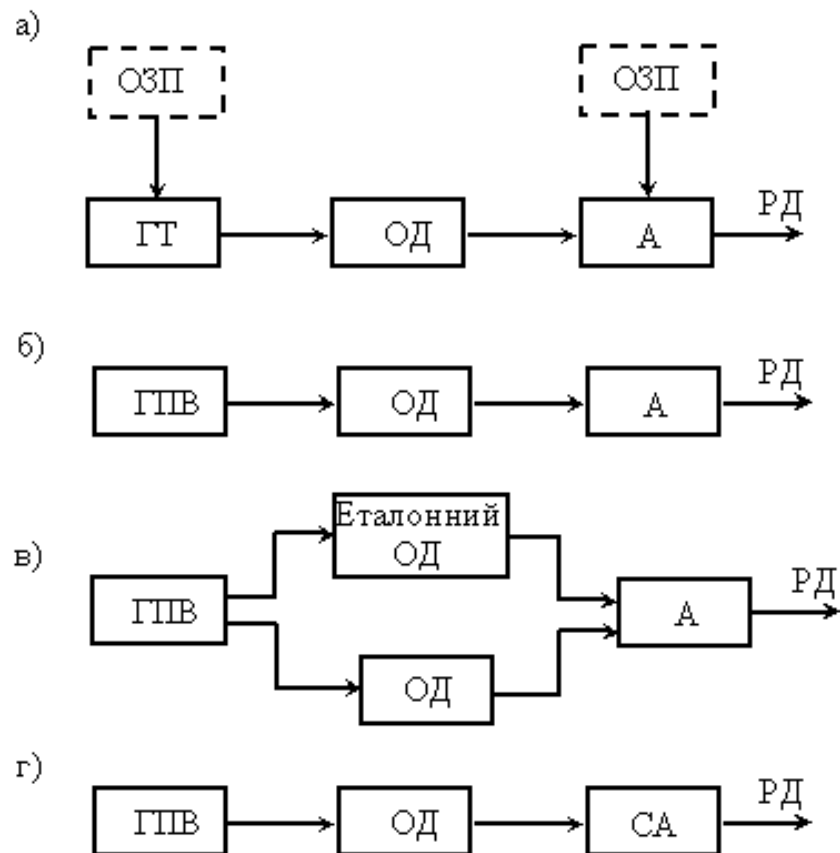 а)
ОЗП
ОЗП
ГТ
ОД
А
РД
б)
ГПВ
ОД
А
РД
в)
Еталонний
ОД
ГПВ
А
РД
ОД
г)
ГПВ
ОД
СА
РД